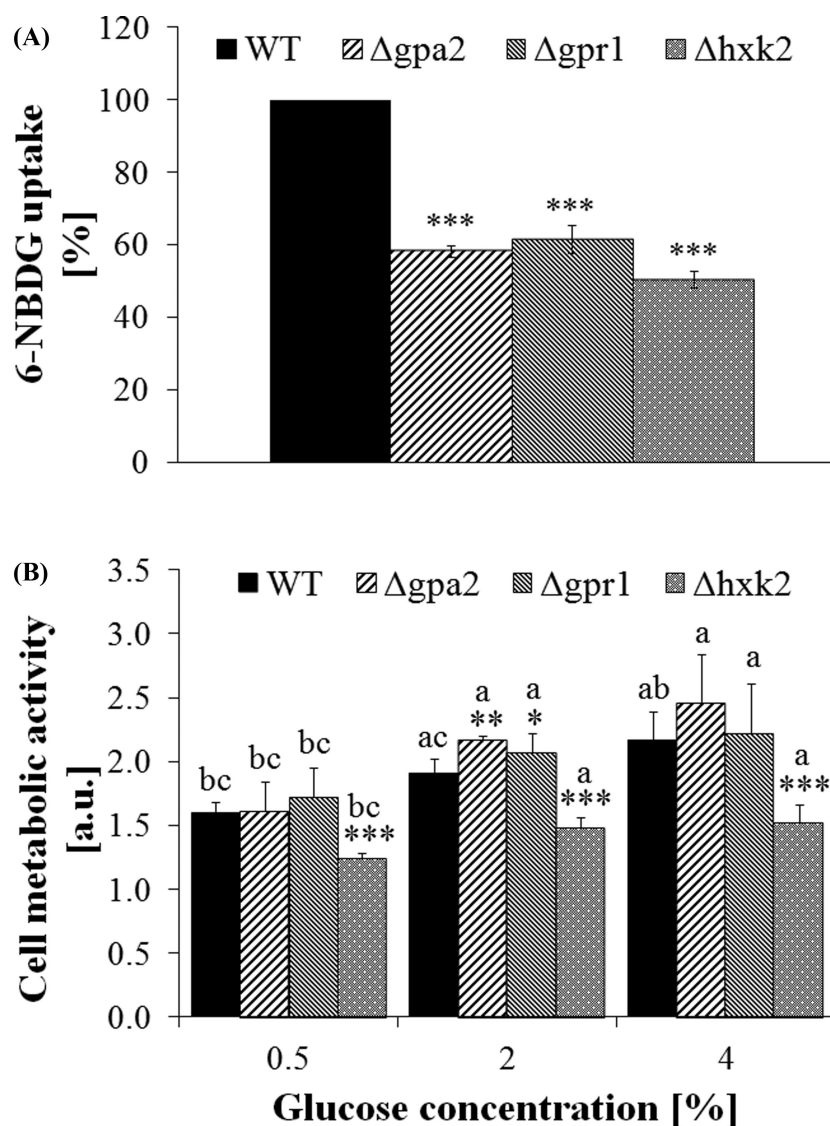 (A)
WT Δgpa2 Δgpr1 Δhxk2
6-NBDG uptake
[%]
120
100
80
60
40
20
0
*** *** ***
(B)
WT Δgpa2 Δgpr1 Δhxk2
Cell metabolic activity
[a.u.]
3.5
3.0
2.5
2.0
1.5
1.0
0.5
0.0
bc bc bc bc
***
ac a a a
** * ***
ab a a a
***
0.5 2 4
Glucose concentration [%]